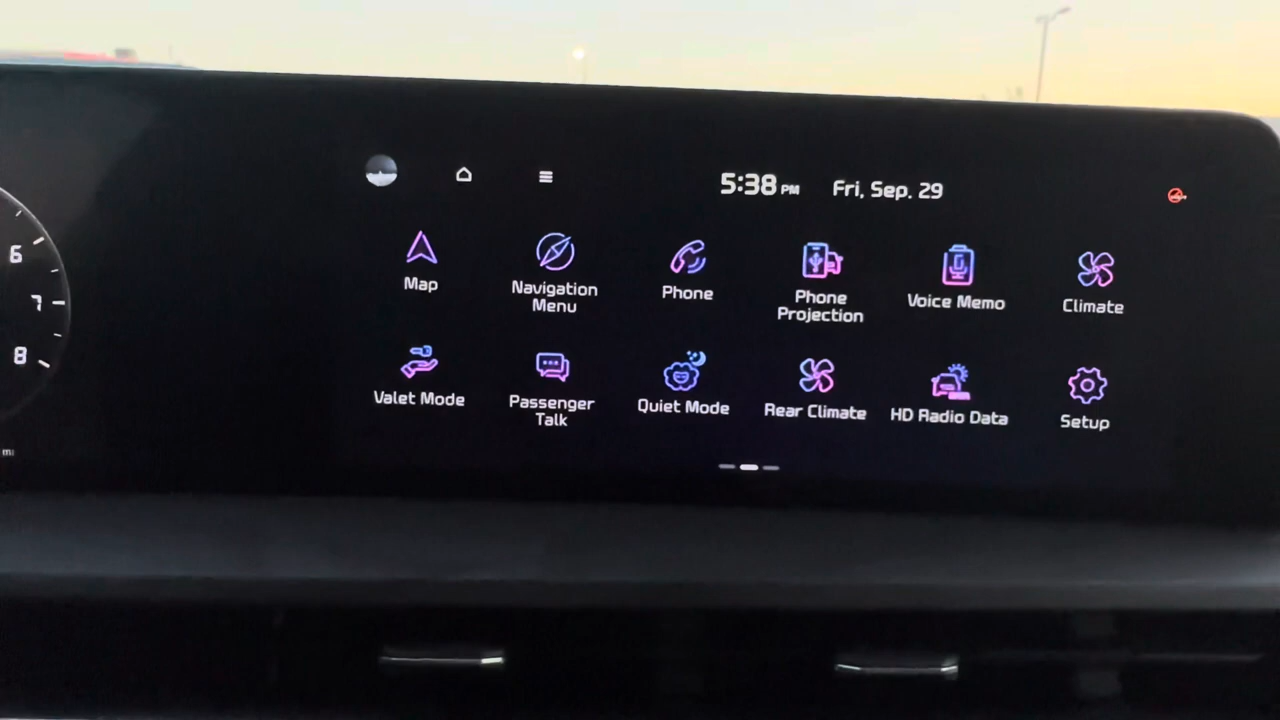 5:38 PM Fri, Sep. 29
6
7
8
mi
Map
Navigation
Menu
Phone
Phone
Projection
Voice Memo
Climate
Valet Mode
Passenger
Talk
Quiet Mode
Rear Climate
HD Radio Data
Setup